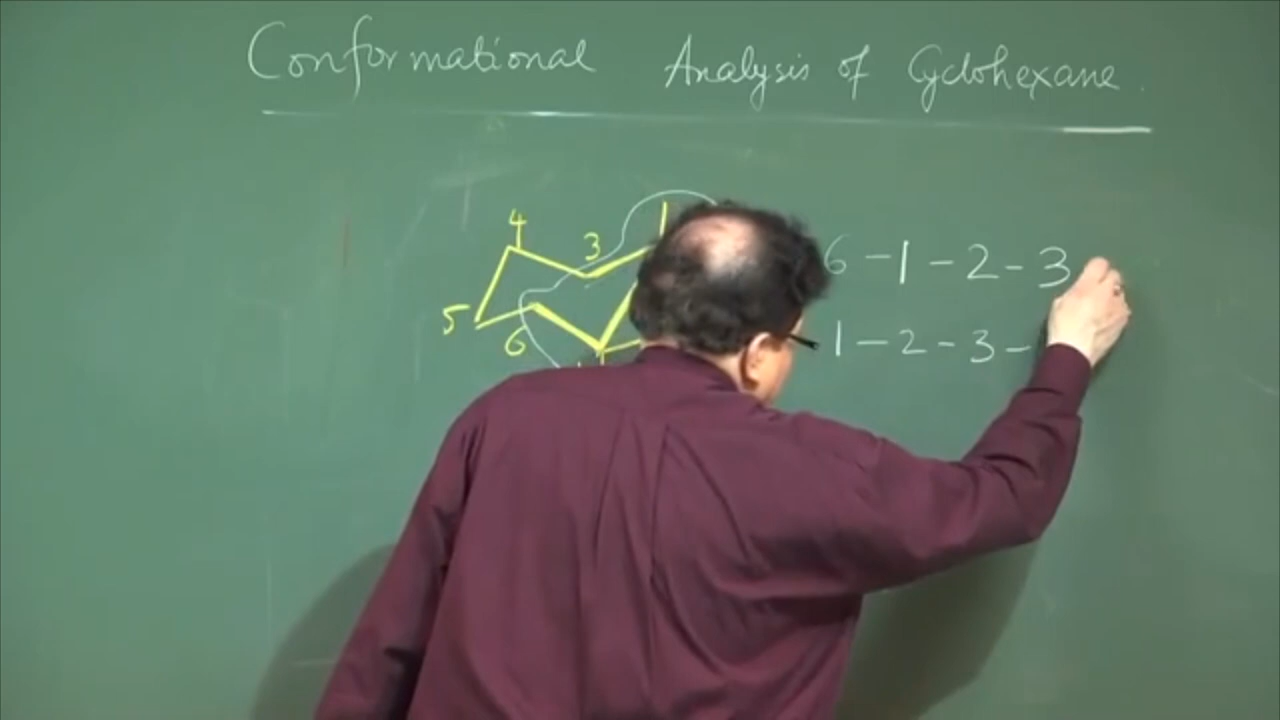 Conformational Analysis of Cyclohexane
4
3
5
6
6 - 1 - 2 - 3
1 - 2 - 3 -